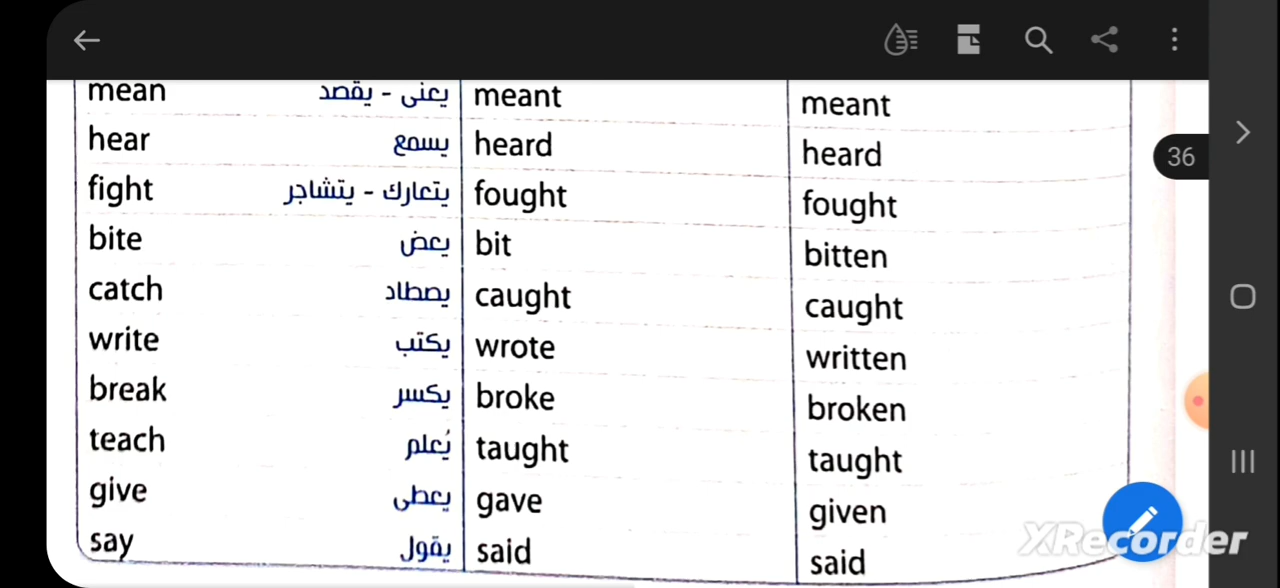 36
mean يعنى - يقصد meant meant
hear يسمع heard heard
fight يتعارك - يتشاجر fought fought
bite يعض bit bitten
catch يصطاد caught caught
write يكتب wrote written
break يكسر broke broken
teach يُعلم taught taught
give يعطى gave given
say يقول said said
XRecorder